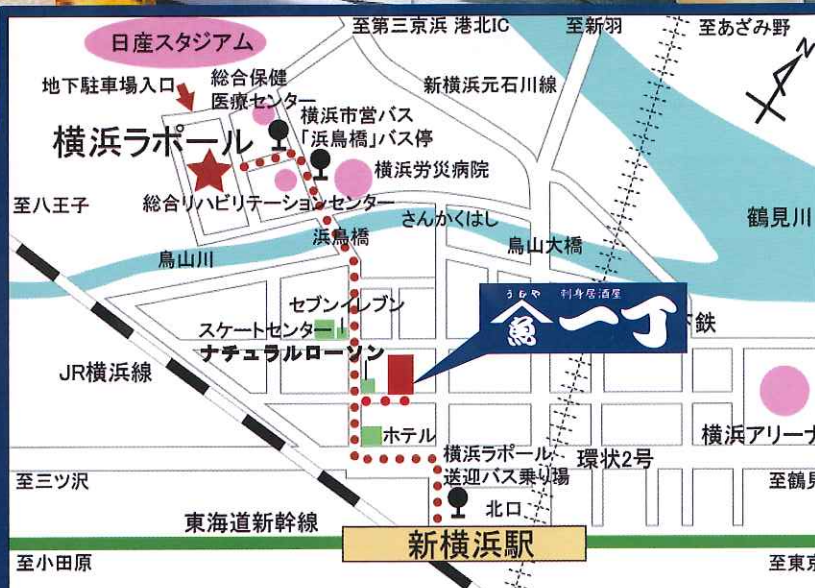 日産スタジアム
至第三京浜 港北IC
至新羽
至あざみ野
N
地下駐車場入口
総合保健
医療センター
新横浜元石川線
横浜市営バス
「浜鳥橋」バス停
横浜ラポール
横浜労災病院
至八王子
総合リハビリテーションセンター
さんかくはし
鶴見川
浜鳥橋
鳥山大橋
鳥山川
うをや 刺身居酒屋
魚 一丁
セブンイレブン
スケートセンター
下鉄
ナチュラルローソン
JR横浜線
ホテル
横浜アリーナ
横浜ラポール
送迎バス乗り場
環状2号
至三ツ沢
至鶴見
北口
東海道新幹線
新横浜駅
至小田原
至東京